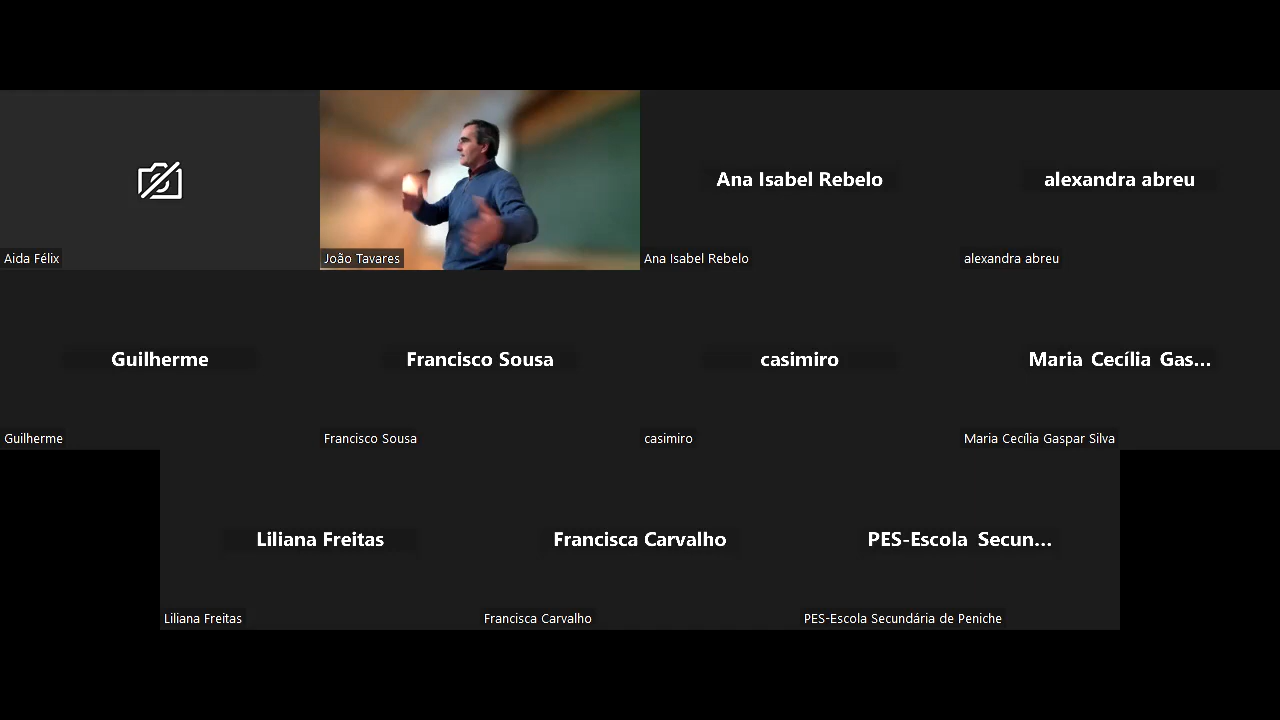 Aida Félix
João Tavares
Ana Isabel Rebelo
Ana Isabel Rebelo
alexandra abreu
alexandra abreu
Guilherme
Guilherme
Francisco Sousa
Francisco Sousa
casimiro
casimiro
Maria Cecília Gas...
Maria Cecília Gaspar Silva
Liliana Freitas
Liliana Freitas
Francisca Carvalho
Francisca Carvalho
PES-Escola Secun...
PES-Escola Secundária de Peniche